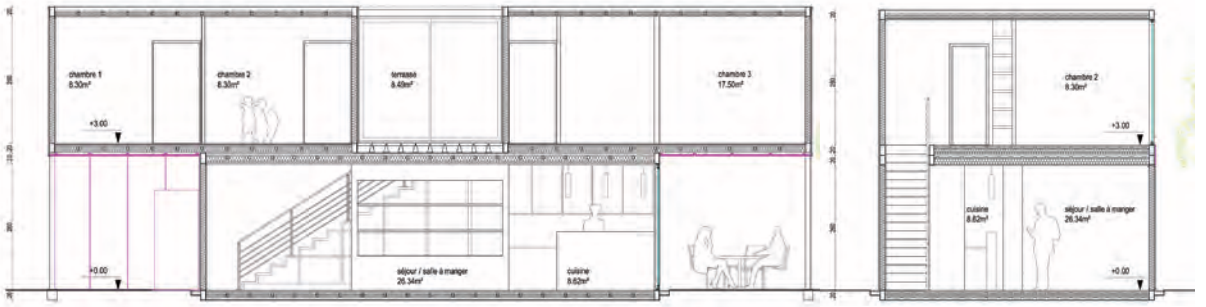 chambre 1
8.30m²
chambre 2
8.30m²
terrasse
8.49m²
chambre 3
17.50m²
+3.00
+0.00
séjour / salle à manger
26.34m²
cuisine
8.62m²
chambre 2
8.30m²
+3.00
cuisine
8.62m²
séjour / salle à manger
26.34m²
+0.00